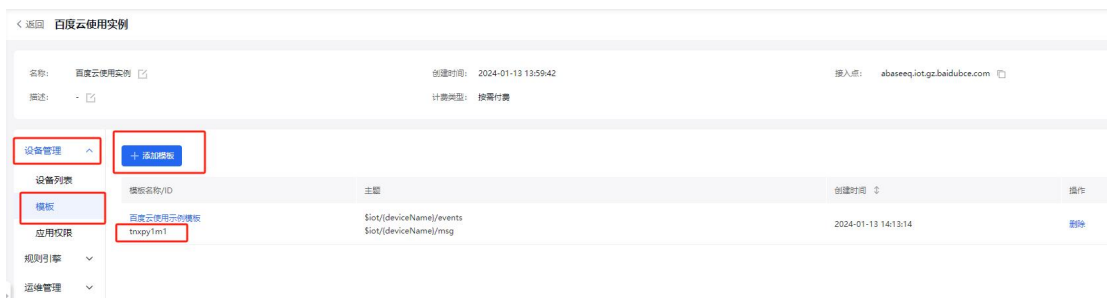 返回 百度云使用实例
名称: 百度云使用实例 创建时间: 2024-01-13 13:59:42 接入点: abaseeq.iot.gz.baidubce.com
描述: - 计费类型: 按需付费
设备管理
+ 添加模板
设备列表
模板名称/ID 主题 创建时间 操作
模板
百度云使用示例模板 $iot/{deviceName}/events
tnxpy1m1 $iot/{deviceName}/msg 2024-01-13 14:13:14 删除
应用权限
规则引擎
运维管理